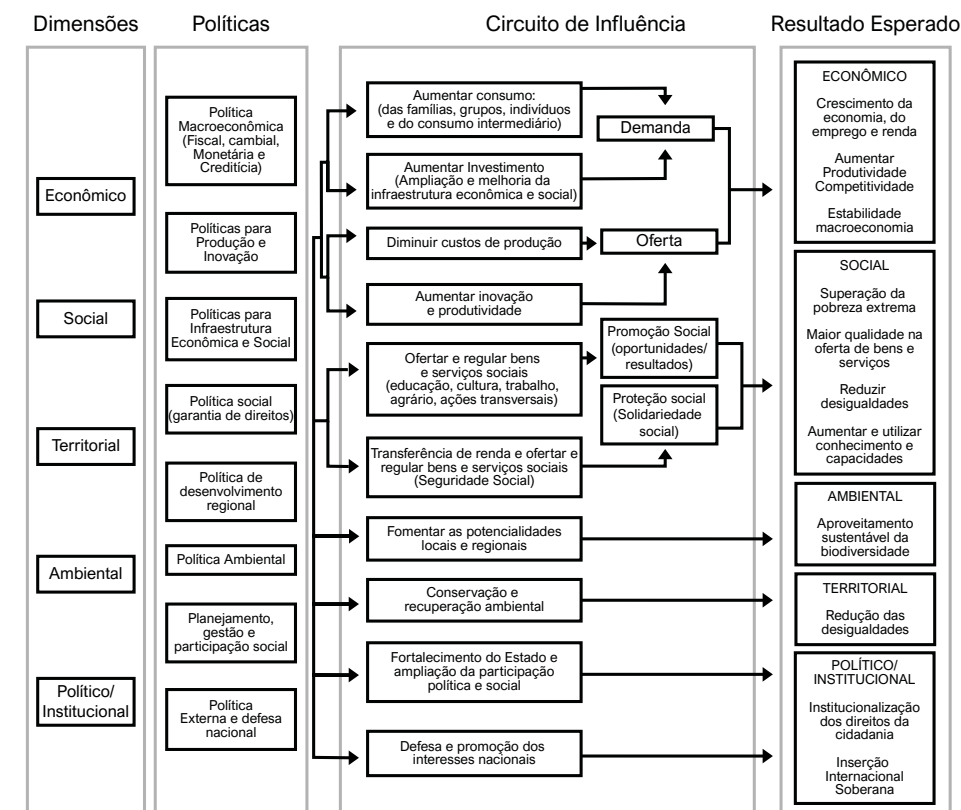 Dimensões
Políticas
Circuito de Influência
Resultado Esperado
Econômico
Social
Territorial
Ambiental
Político/
Institucional
Política
Macroeconômica
(Fiscal, cambial,
Monetária e
Creditícia)
Políticas para
Produção e
Inovação
Políticas para
Infraestrutura
Econômica e Social
Política social
(garantia de direitos)
Política de
desenvolvimento
regional
Política Ambiental
Planejamento,
gestão e
participação social
Política
Externa e defesa
nacional
Aumentar consumo:
(das famílias, grupos, indivíduos
e do consumo intermediário)
Aumentar Investimento
(Ampliação e melhoria da
infraestrutura econômica e social)
Diminuir custos de produção
Aumentar inovação
e produtividade
Ofertar e regular bens
e serviços sociais
(educação, cultura, trabalho,
agrário, ações transversais)
Transferência de renda e ofertar e
regular bens e serviços sociais
(Seguridade Social)
Fomentar as potencialidades
locais e regionais
Conservação e
recuperação ambiental
Fortalecimento do Estado e
ampliação da participação
política e social
Defesa e promoção dos
interesses nacionais
Demanda
Oferta
Promoção Social
(oportunidades/
resultados)
Proteção social
(Solidariedade
social)
ECONÔMICO
Crescimento da
economia, do
emprego e renda
Aumentar
Produtividade
Competitividade
Estabilidade
macroeconomia
SOCIAL
Superação da
pobreza extrema
Maior qualidade na
oferta de bens e
serviços
Reduzir
desigualdades
Aumentar e utilizar
conhecimento e
capacidades
AMBIENTAL
Aproveitamento
sustentável da
biodiversidade
TERRITORIAL
Redução das
desigualdades
POLÍTICO/
INSTITUCIONAL
Institucionalização
dos direitos da
cidadania
Inserção
Internacional
Soberana